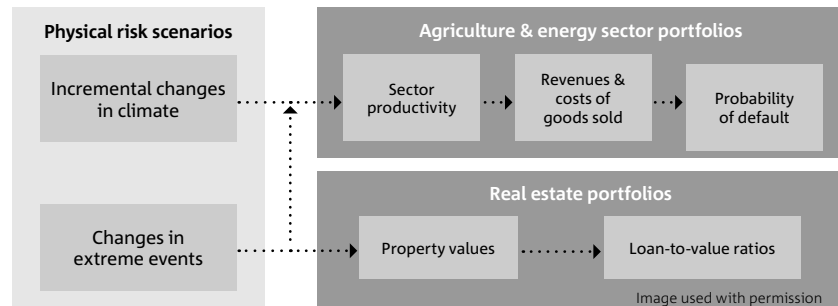 Physical risk scenarios
Incremental changes
in climate
Changes in
extreme events
Agriculture & energy sector portfolios
Sector
productivity
Revenues &
costs of
goods sold
Probability
of default
Real estate portfolios
Property values
Loan-to-value ratios
Image used with permission